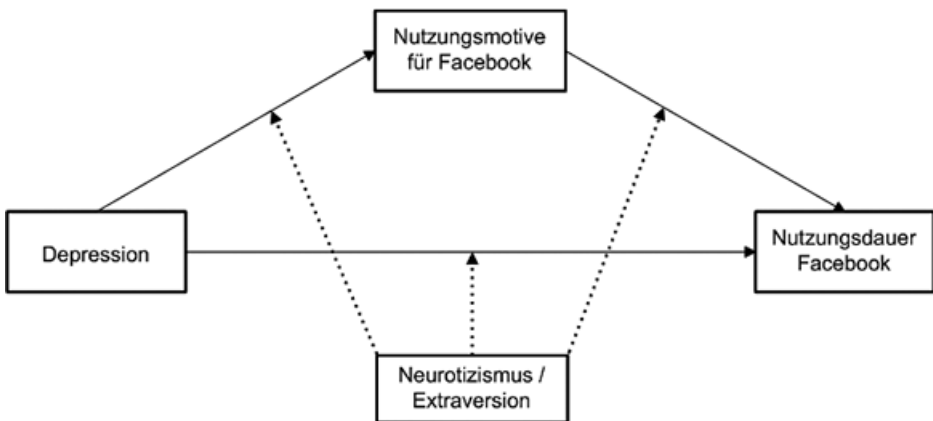 Nutzungsmotive
für Facebook
Depression
Nutzungsdauer
Facebook
Neurotizismus /
Extraversion